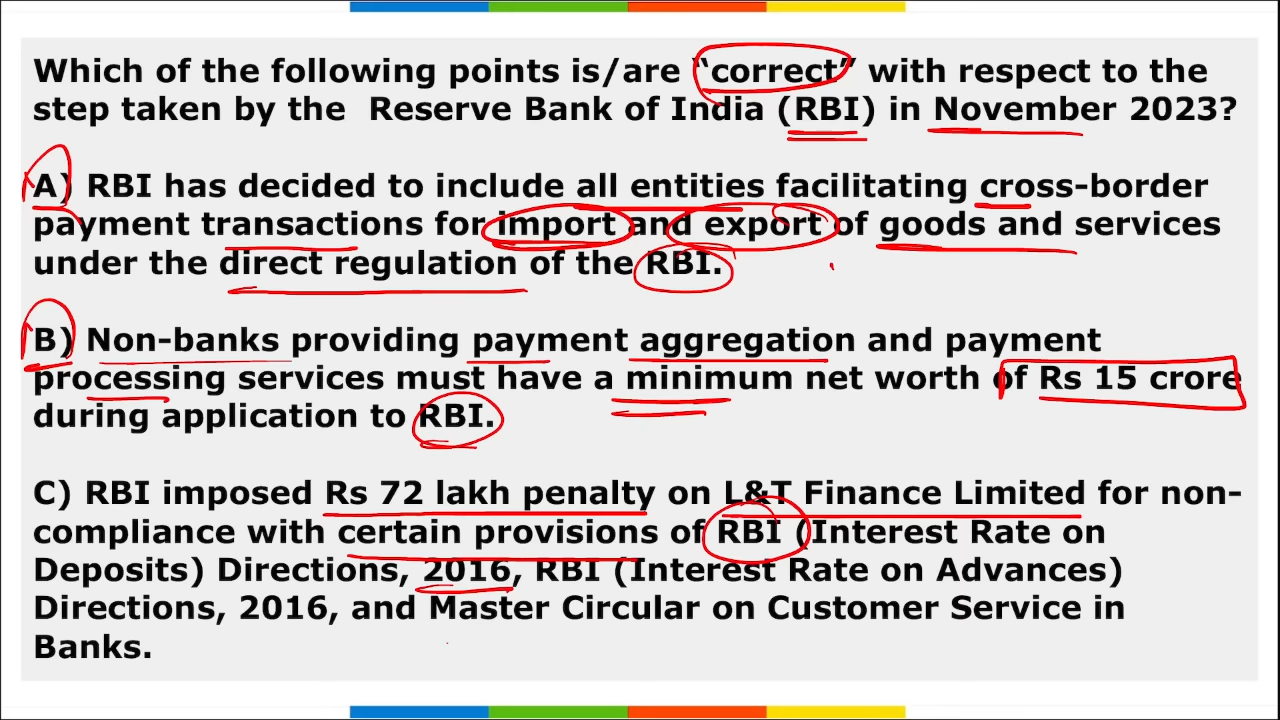 Which of the following points is/are “correct” with respect to the
step taken by the Reserve Bank of India (RBI) in November 2023?
A) RBI has decided to include all entities facilitating cross-border
payment transactions for import and export of goods and services
under the direct regulation of the RBI.
B) Non-banks providing payment aggregation and payment
processing services must have a minimum net worth of Rs 15 crore
during application to RBI.
C) RBI imposed Rs 72 lakh penalty on L&T Finance Limited for non-
compliance with certain provisions of RBI (Interest Rate on
Deposits) Directions, 2016, RBI (Interest Rate on Advances)
Directions, 2016, and Master Circular on Customer Service in
Banks.